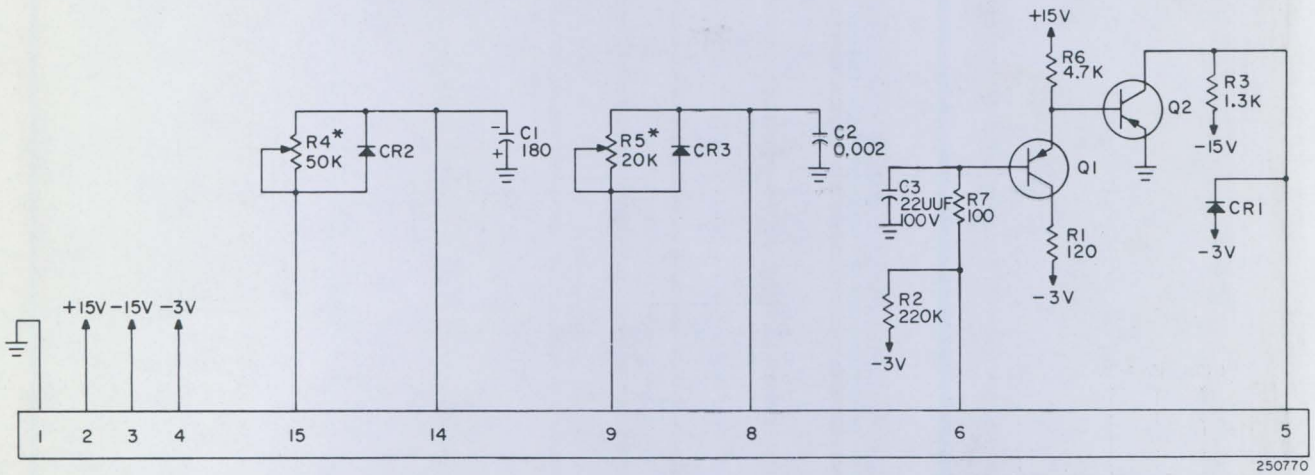 +15V
R6
4.7K
Q2
R3
1.3K
-15V
R4*
50K
CR2
-
C1
180
+
R5*
20K
CR3
C2
0.002
Q1
C3
22UUF
100V
R7
100
R1
120
-3V
CR1
-3V
R2
220K
-3V
+15V -15V -3V
1 2 3 4 15 14 9 8 6 5
250770